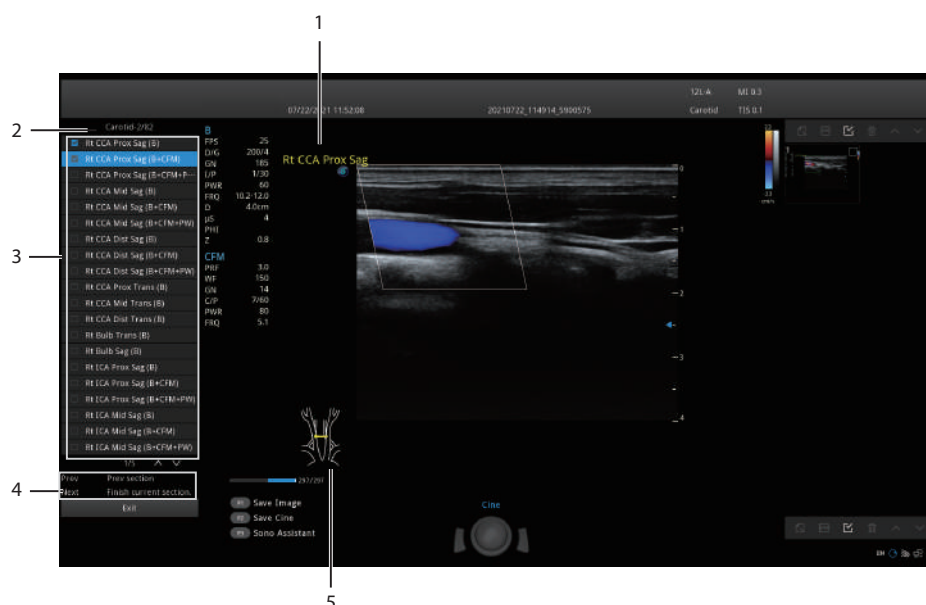 1
12L-A MI 0.3
07/22/2021 11:52:08 20210722_114914_5900575 Carotid TIS 0.1
2
Carotid-2/82
Rt CCA Prox Sag (B)
Rt CCA Prox Sag (B+CFM)
Rt CCA Prox Sag (B+CFM+P···
Rt CCA Mid Sag (B)
Rt CCA Mid Sag (B+CFM)
Rt CCA Mid Sag (B+CFM+PW)
Rt CCA Dist Sag (B)
3
Rt CCA Dist Sag (B+CFM)
Rt CCA Dist Sag (B+CFM+PW)
Rt CCA Prox Trans (B)
Rt CCA Mid Trans (B)
Rt CCA Dist Trans (B)
Rt Bulb Trans (B)
Rt Bulb Sag (B)
Rt ICA Prox Sag (B)
Rt ICA Prox Sag (B+CFM)
Rt ICA Prox Sag (B+CFM+PW)
Rt ICA Mid Sag (B)
Rt ICA Mid Sag (B+CFM)
Rt ICA Mid Sag (B+CFM+PW)
1/5
4
Prev Prev section
Next Finish current section.
Exit
B
FPS 25
D/G 200/4
GN 185
I/P 1/30
PWR 60
FRQ 10.2-12.0
D 4.0cm
μS 4
PHI
Z 0.8
CFM
PRF 3.0
WF 150
GN 14
C/P 7/60
PWR 80
FRQ 5.1
Rt CCA Prox Sag
0
1
2
3
4
297/297
Save Image
Save Cine
Sono Assistant
Cine
5